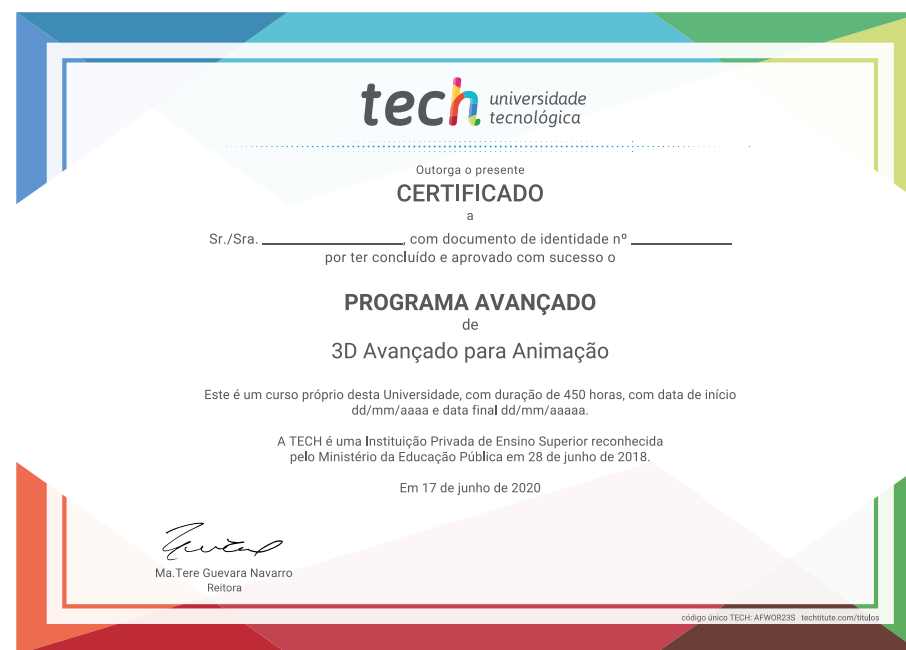 tech universidade
tecnológica
Outorga o presente
CERTIFICADO
a
Sr./Sra. ________________, com documento de identidade nº ____________
por ter concluído e aprovado com sucesso o
PROGRAMA AVANÇADO
de
3D Avançado para Animação
Este é um curso próprio desta Universidade, com duração de 450 horas, com data de início
dd/mm/aaaa e data final dd/mm/aaaaa.
A TECH é uma Instituição Privada de Ensino Superior reconhecida
pelo Ministério da Educação Pública em 28 de junho de 2018.
Em 17 de junho de 2020
Ma.Tere Guevara Navarro
Reitora
código único TECH: AFWOR23S techtitute.com/titulos